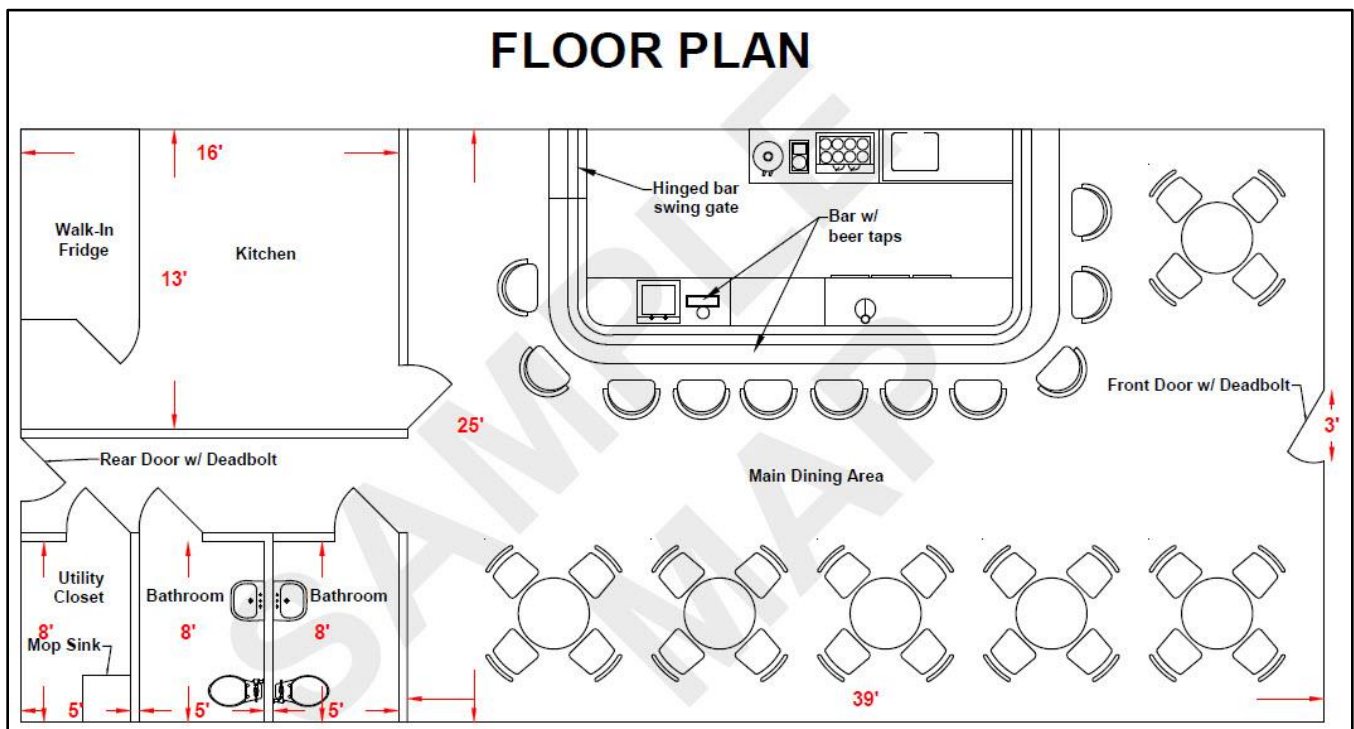 FLOOR PLAN
16'
Walk-In
Fridge
13'
Kitchen
Hinged bar
swing gate
Bar w/
beer taps
25'
Front Door w/ Deadbolt
3'
Rear Door w/ Deadbolt
Main Dining Area
Utility
Closet
Bathroom
Bathroom
8'
8'
8'
Mop Sink
5'
5'
5'
39'
SAMPLE
MAP